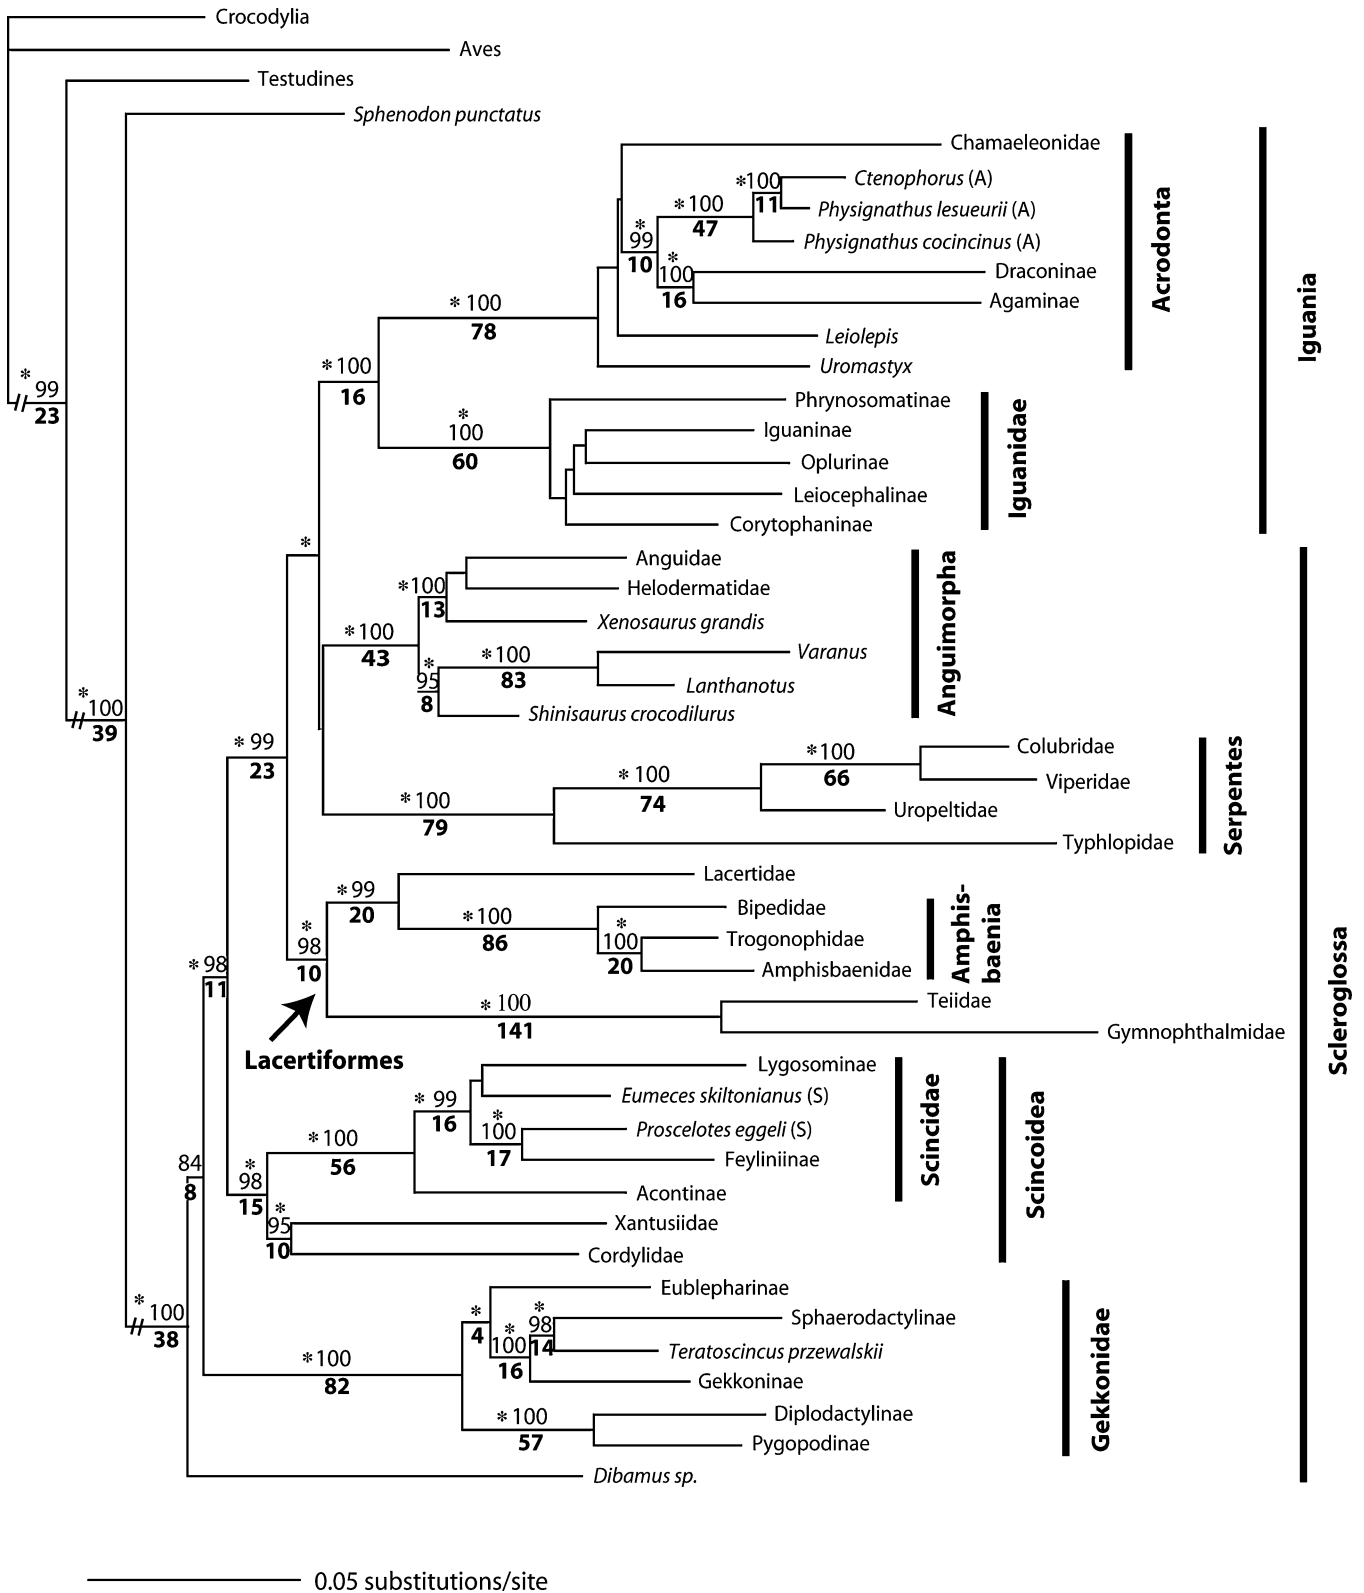 Crocodylia
Aves
Testudines
Sphenodon punctatus
Chamaeleonidae
*100
11
Ctenophorus (A)
Physignathus lesueurii (A)
* 100
47
Physignathus cocincinus (A)
*
99
10
*
100
16
Draconinae
Agaminae
* 100
78
Leiolepis
Uromastyx
Acrodonta
Iguania
* 100
16
*
99
23
Phrynosomatinae
*
100
60
Iguaninae
Oplurinae
Leiocephalinae
Corytophaninae
Iguanidae
*
Anguidae
*100
13
Helodermatidae
Xenosaurus grandis
* 100
43
*100
83
Varanus
*
95
8
Lanthanotus
Shinisaurus crocodilurus
Anguimorpha
*
100
39
* 99
23
Colubridae
*100
66
Viperidae
* 100
74
Uropeltidae
* 100
79
Typhlopidae
Serpentes
Lacertidae
* 99
20
Bipedidae
*100
86
*
100
20
Trogonophidae
Amphisbaenidae
Amphis-
baenia
*
98
10
* 98
11
Teiidae
* 100
141
Gymnophthalmidae
Lacertiformes
Scleroglossa
Lygosominae
Eumeces skiltonianus (S)
* 99
16
*
100
17
Proscelotes eggeli (S)
Feyliniinae
* 100
56
Acontinae
Scincidae
Scincoidea
84
8
*
98
15
*
95
10
Xantusiidae
Cordylidae
Eublepharinae
*
100
38
*
4
*
98
14
Sphaerodactylinae
*
100
16
Teratoscincus przewalskii
Gekkoninae
*100
82
Diplodactylinae
* 100
57
Pygopodinae
Gekkonidae
Dibamus sp.
0.05 substitutions/site